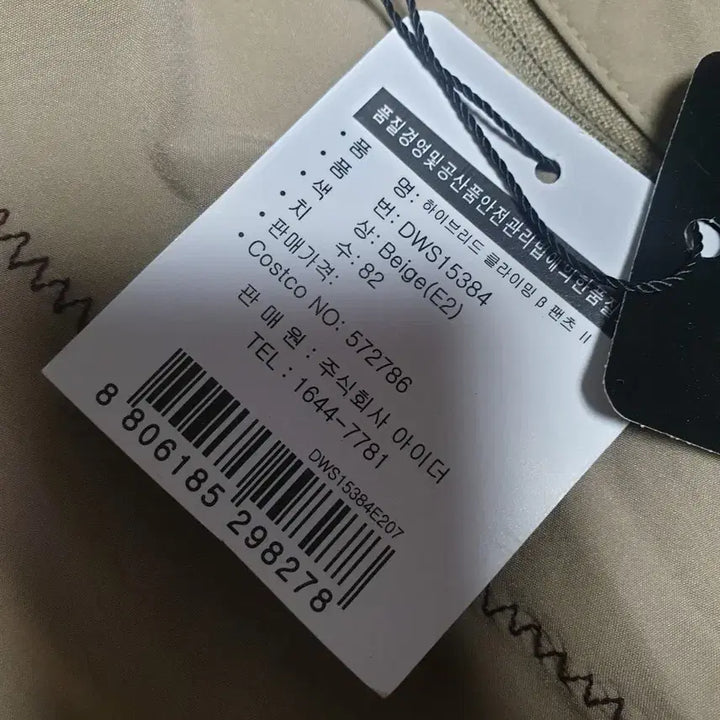 품질경영및공산품안전관리법에의한품질
• 품 명: 하이브리드 클라이밍 β 팬츠 II
• 품 번: DWS15384
• 색 상: Beige(E2)
• 치 수: 82
• 판매가격:
• Costco NO: 572786
판 매 원 : 주식회사 아이더
TEL : 1644-7781
DWS15384E207
8 806185 298278